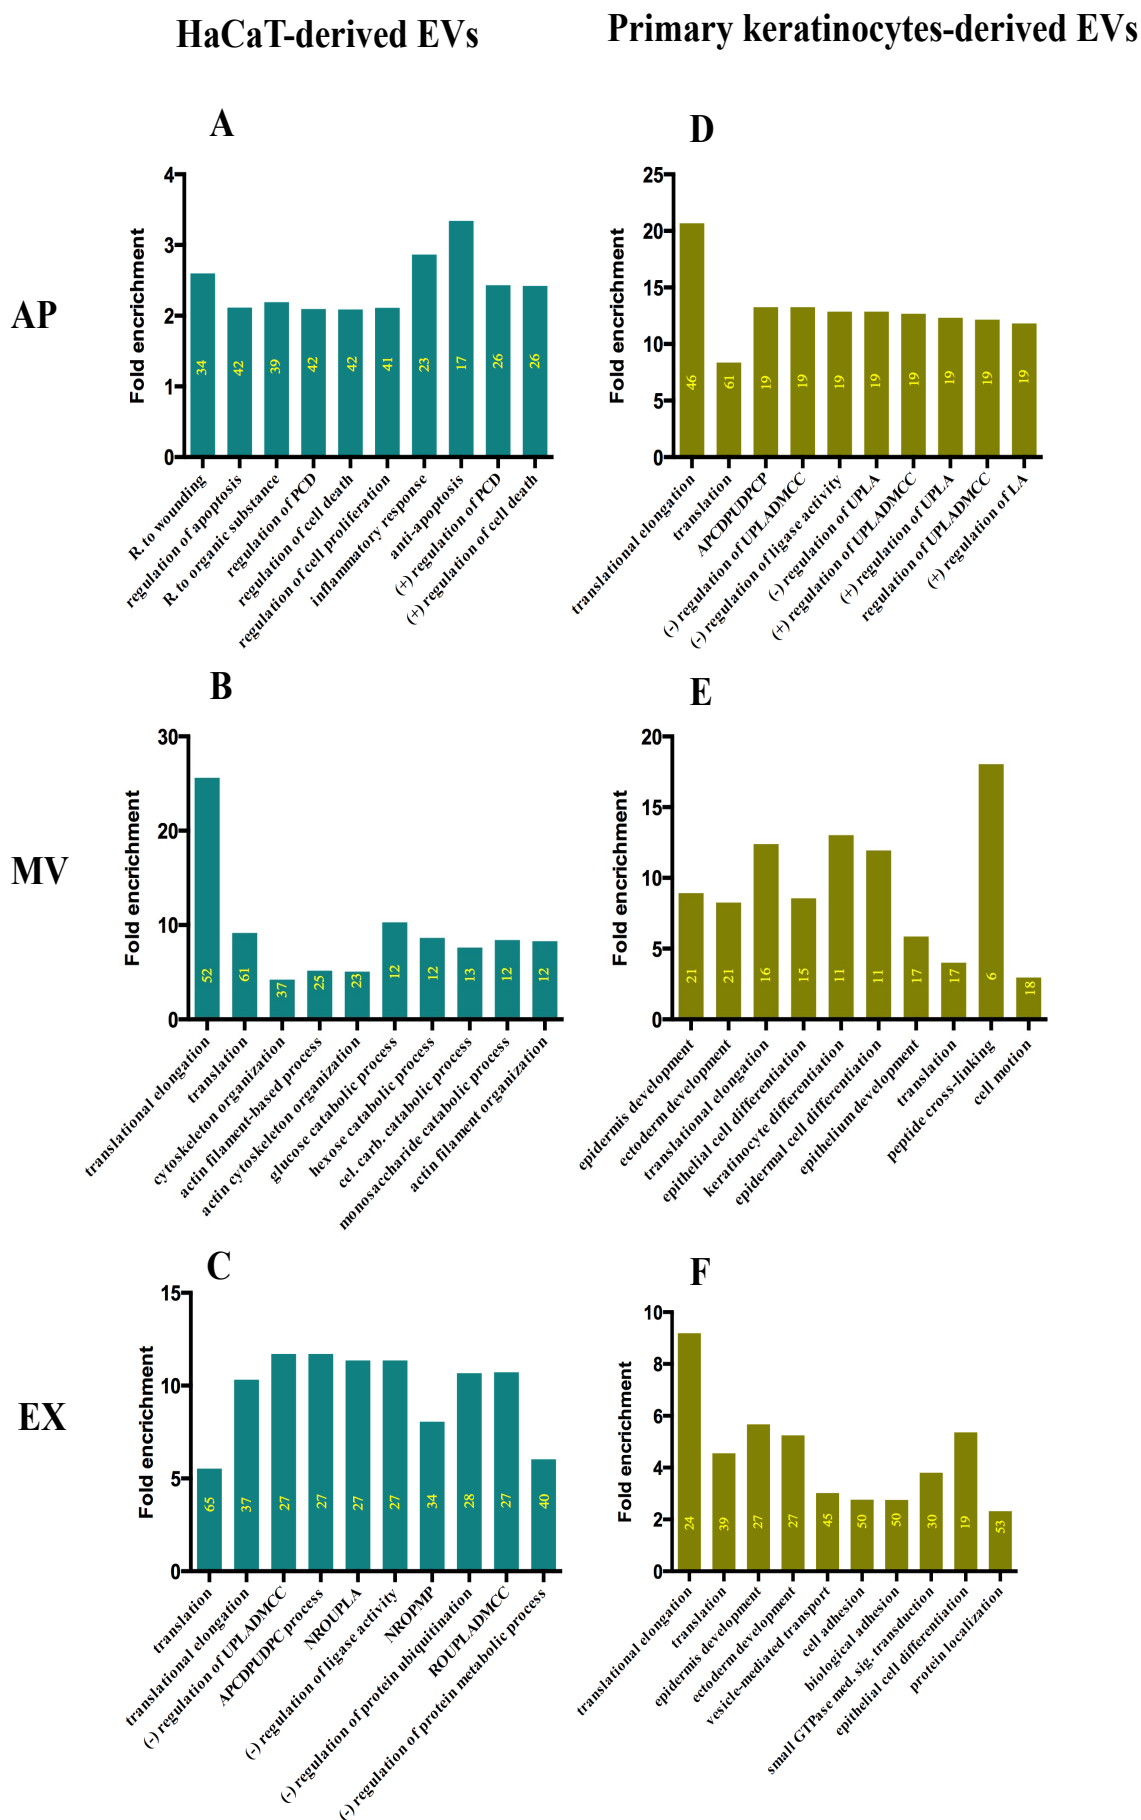 HaCaT-derived EVs
Primary keratinocytes-derived EVs
AP
A
Fold encrichment
4
3
2
1
0
34
42
39
42
42
41
23
17
26
26
R. to wounding
regulation of apoptosis
R. to organic substance
regulation of PCD
regulation of cell death
regulation of cell proliferation
inflammatory response
anti-apoptosis
(+) regulation of PCD
(+) regulation of cell death
D
Fold encrichment
25
20
15
10
5
0
46
61
19
19
19
19
19
19
19
19
translational elongation
translation
APCDPUDPCP
(-) regulation of UPLADMCC
(-) regulation of ligase activity
(-) regulation of UPLA
(+) regulation of UPLADMCC
(+) regulation of UPLA
regulation of UPLADMCC
(+) regulation of LA
MV
B
Fold encrichment
30
20
10
0
52
61
37
25
23
12
12
13
12
12
translational elongation
translation
cytoskeleton organization
actin filament-based process
actin cytoskeleton organization
glucose catabolic process
hexose catabolic process
cel. carb. catabolic process
monosaccharide catabolic process
actin filament organization
E
Fold encrichment
20
15
10
5
0
21
21
16
15
11
11
17
17
6
18
epidermis development
ectoderm development
translational elongation
epithelial cell differentiation
keratinocyte differentiation
epidermal cell differentiation
epithelium development
translation
peptide cross-linking
cell motion
EX
C
Fold encrichment
15
10
5
0
65
37
27
27
27
27
34
28
27
40
translation
translational elongation
(-) regulation of UPLADMCC
APCDPUDPC process
NROUPLA
(-) regulation of ligase activity
NROPMP
(-) regulation of protein ubiquitination
ROUPLADMCC
(-) regulation of protein metabolic process
F
Fold encrichment
10
8
6
4
2
0
24
39
27
27
45
50
50
30
19
53
translational elongation
translation
epidermis development
ectoderm development
vesicle-mediated transport
cell adhesion
biological adhesion
small GTPase med. sig. transduction
epithelial cell differentiation
protein localization